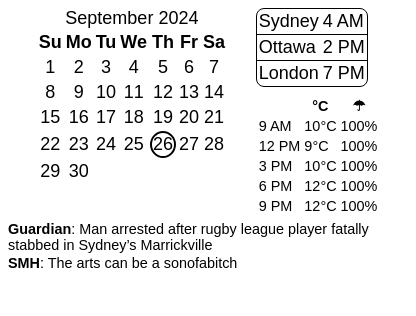 September 2024
Su Mo Tu We Th Fr Sa
1 2 3 4 5 6 7
8 9 10 11 12 13 14
15 16 17 18 19 20 21
22 23 24 25 26 27 28
29 30
Sydney 4 AM
Ottawa 2 PM
London 7 PM
°C ☂
9 AM 10°C 100%
12 PM 9°C 100%
3 PM 10°C 100%
6 PM 12°C 100%
9 PM 12°C 100%
Guardian: Man arrested after rugby league player fatally
stabbed in Sydney’s Marrickville
SMH: The arts can be a sonofabitch